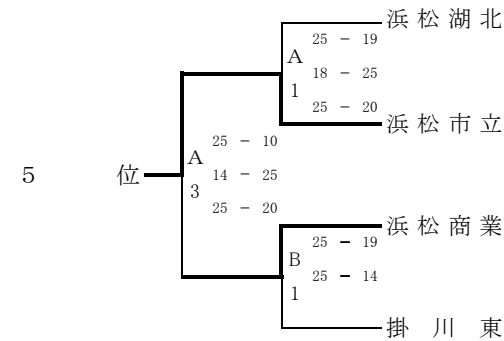 浜松湖北
25 － 19
A 18 － 25
1
25 － 20
浜松市立
25 － 10
A
5 位 14 － 25
3
25 － 20
浜松商業
25 － 19
B
25 － 14
1
掛川東